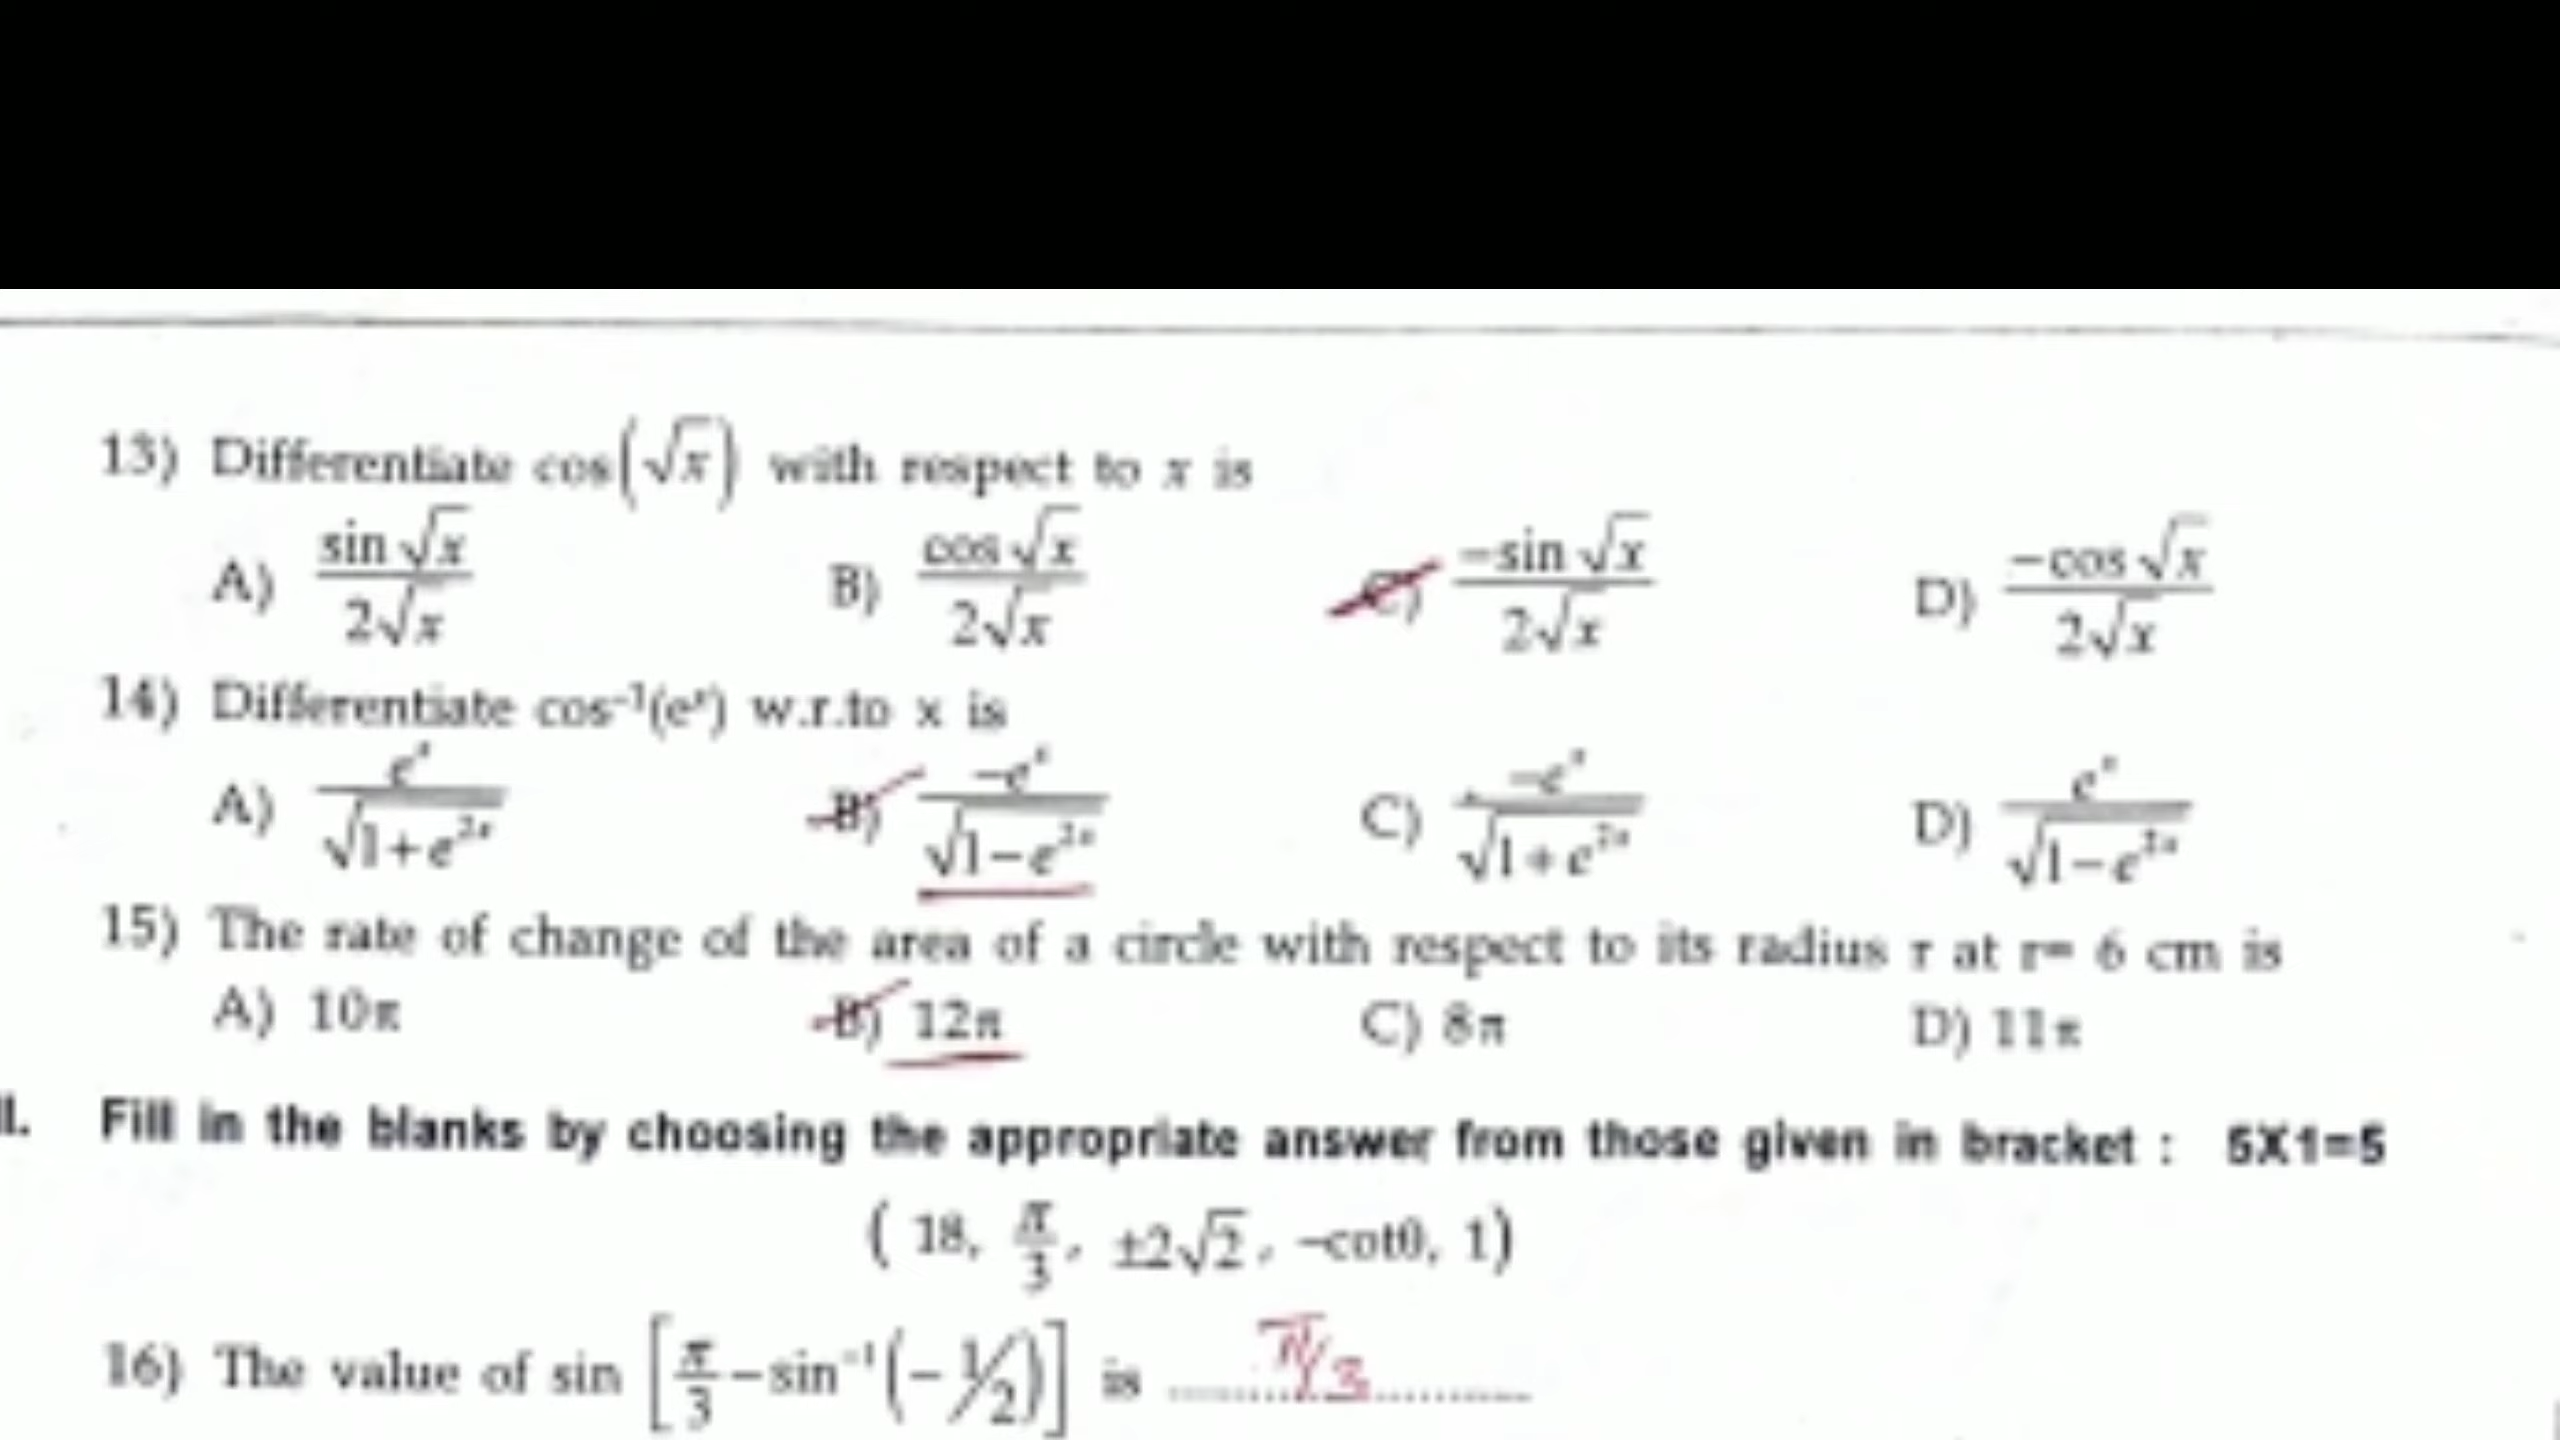 13) Differentiate cos(√x) with respect to x is
A) sin √x / 2√x B) cos √x / 2√x C) −sin √x / 2√x D) −cos √x / 2√x
14) Differentiate cos⁻¹(eˣ) w.r.to x is
A) eˣ / √1+e²ˣ B) −eˣ / √1−e²ˣ C) −eˣ / √1+e²ˣ D) eˣ / √1−e²ˣ
15) The rate of change of the area of a circle with respect to its radius r at r= 6 cm is
A) 10π B) 12π C) 8π D) 11π
II. Fill in the blanks by choosing the appropriate answer from those given in bracket : 5X1=5
( 18, π/3, ±2√2, -cotθ, 1)
16) The value of sin [π/3 − sin⁻¹(− 1/2)] is .......... π/3 ..........